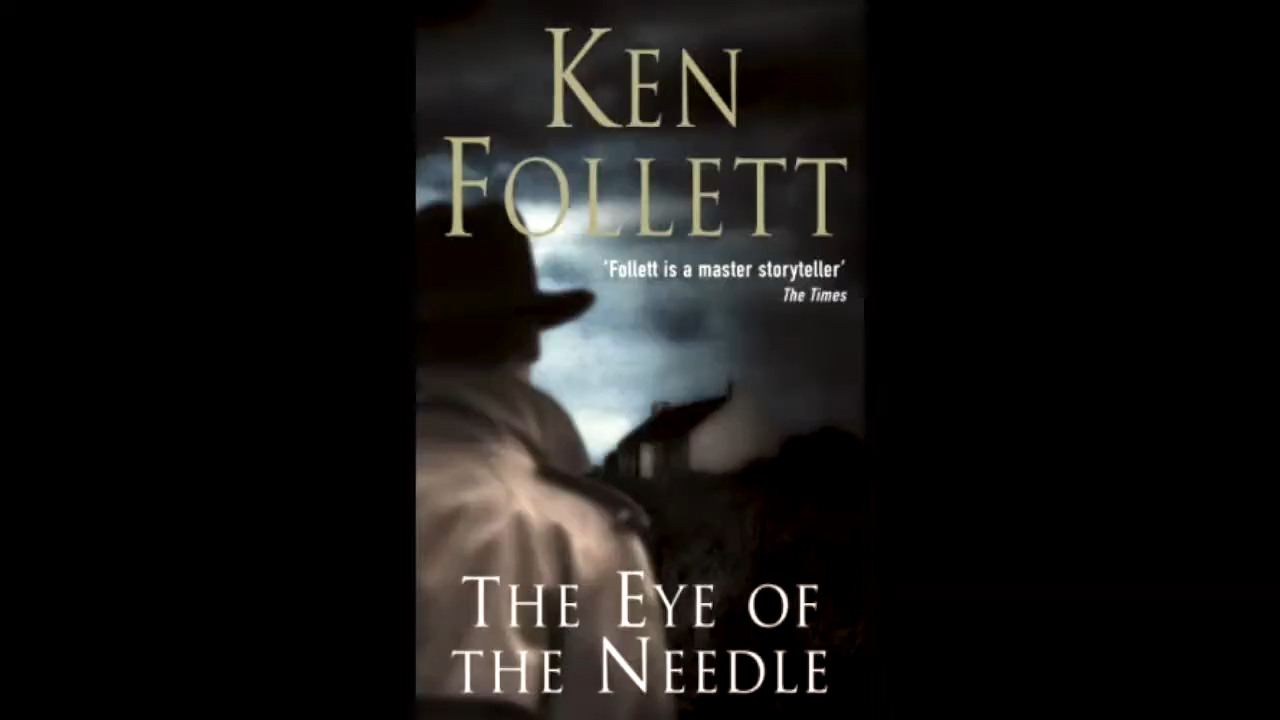 KEN
FOLLETT
'Follett is a master storyteller'
The Times
THE EYE OF
THE NEEDLE